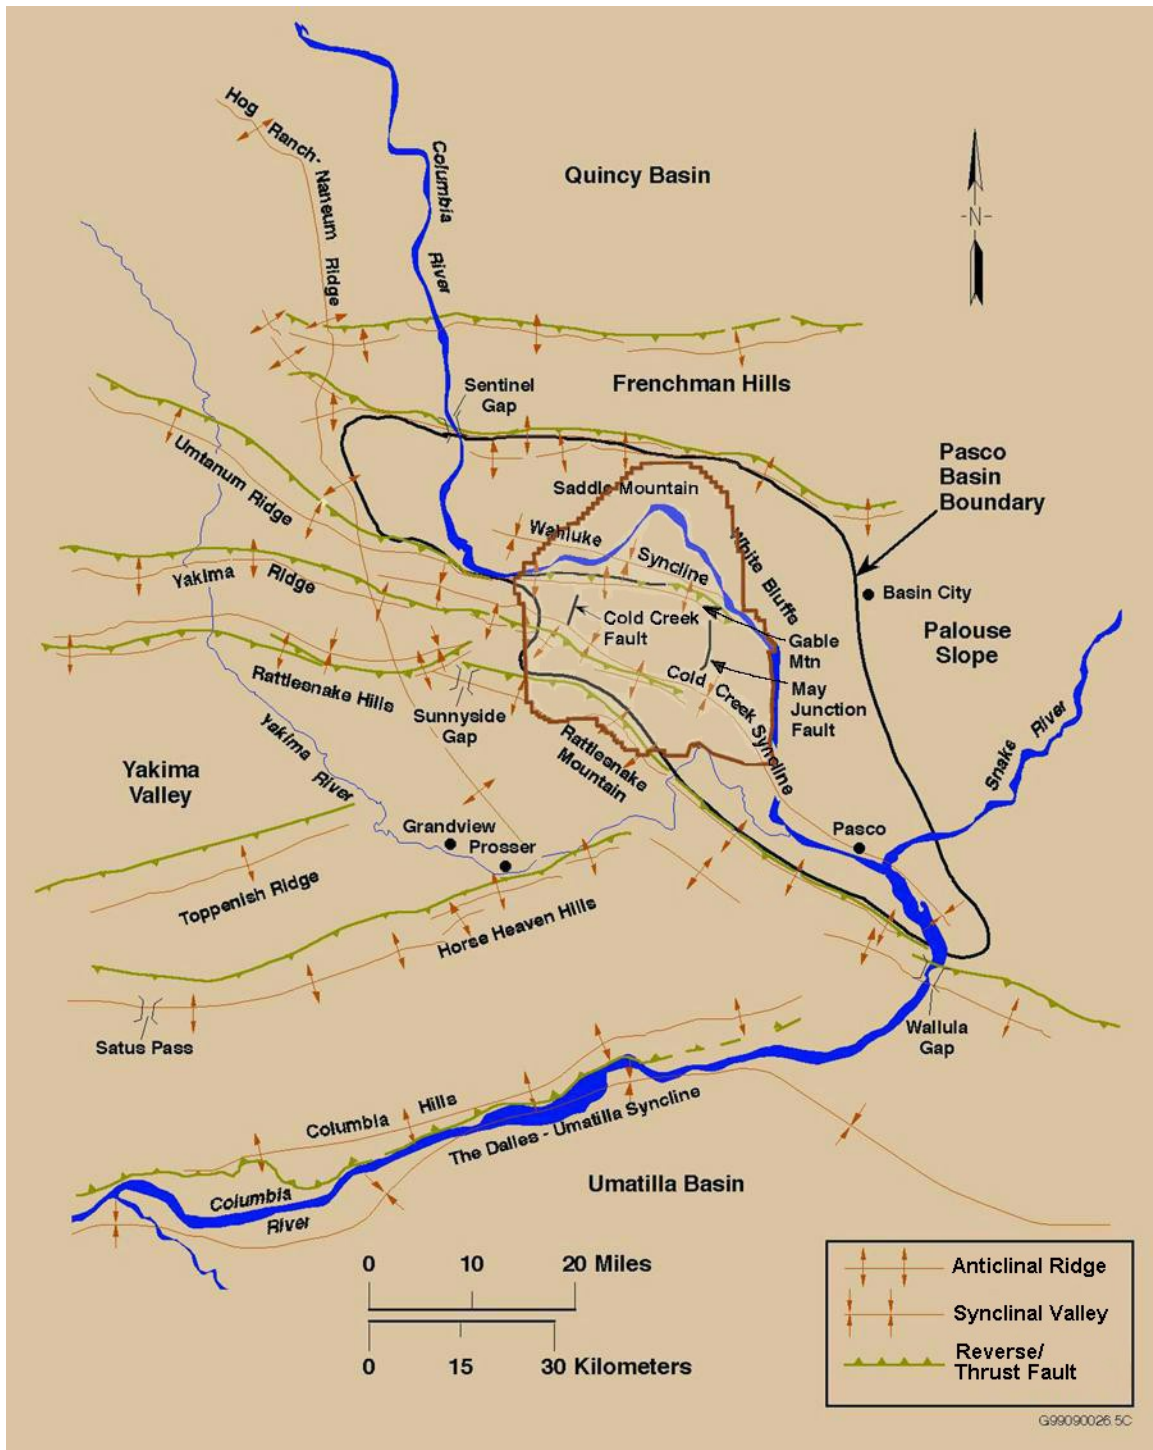 Hog
Ranch-
Naneum
Ridge
Columbia
River
Quincy Basin
-N-
Sentinel
Gap
Frenchman Hills
Umtanum Ridge
Saddle Mountain
Pasco
Basin
Boundary
Wahluke
Syncline
White Bluffs
Yakima
Ridge
Basin City
Cold Creek
Fault
Gable
Mtn
Palouse
Slope
Rattlesnake Hills
Sunnyside
Gap
Cold Creek Syncline
May
Junction
Fault
Rattlesnake
Mountain
Snake River
Yakima
River
Yakima
Valley
Grandview
Prosser
Pasco
Toppenish Ridge
Horse Heaven Hills
Satus Pass
Wallula
Gap
Columbia Hills
The Dalles - Umatilla Syncline
Columbia
River
Umatilla Basin
0 10 20 Miles
0 15 30 Kilometers
Anticlinal Ridge
Synclinal Valley
Reverse/
Thrust Fault
G99090026.5C